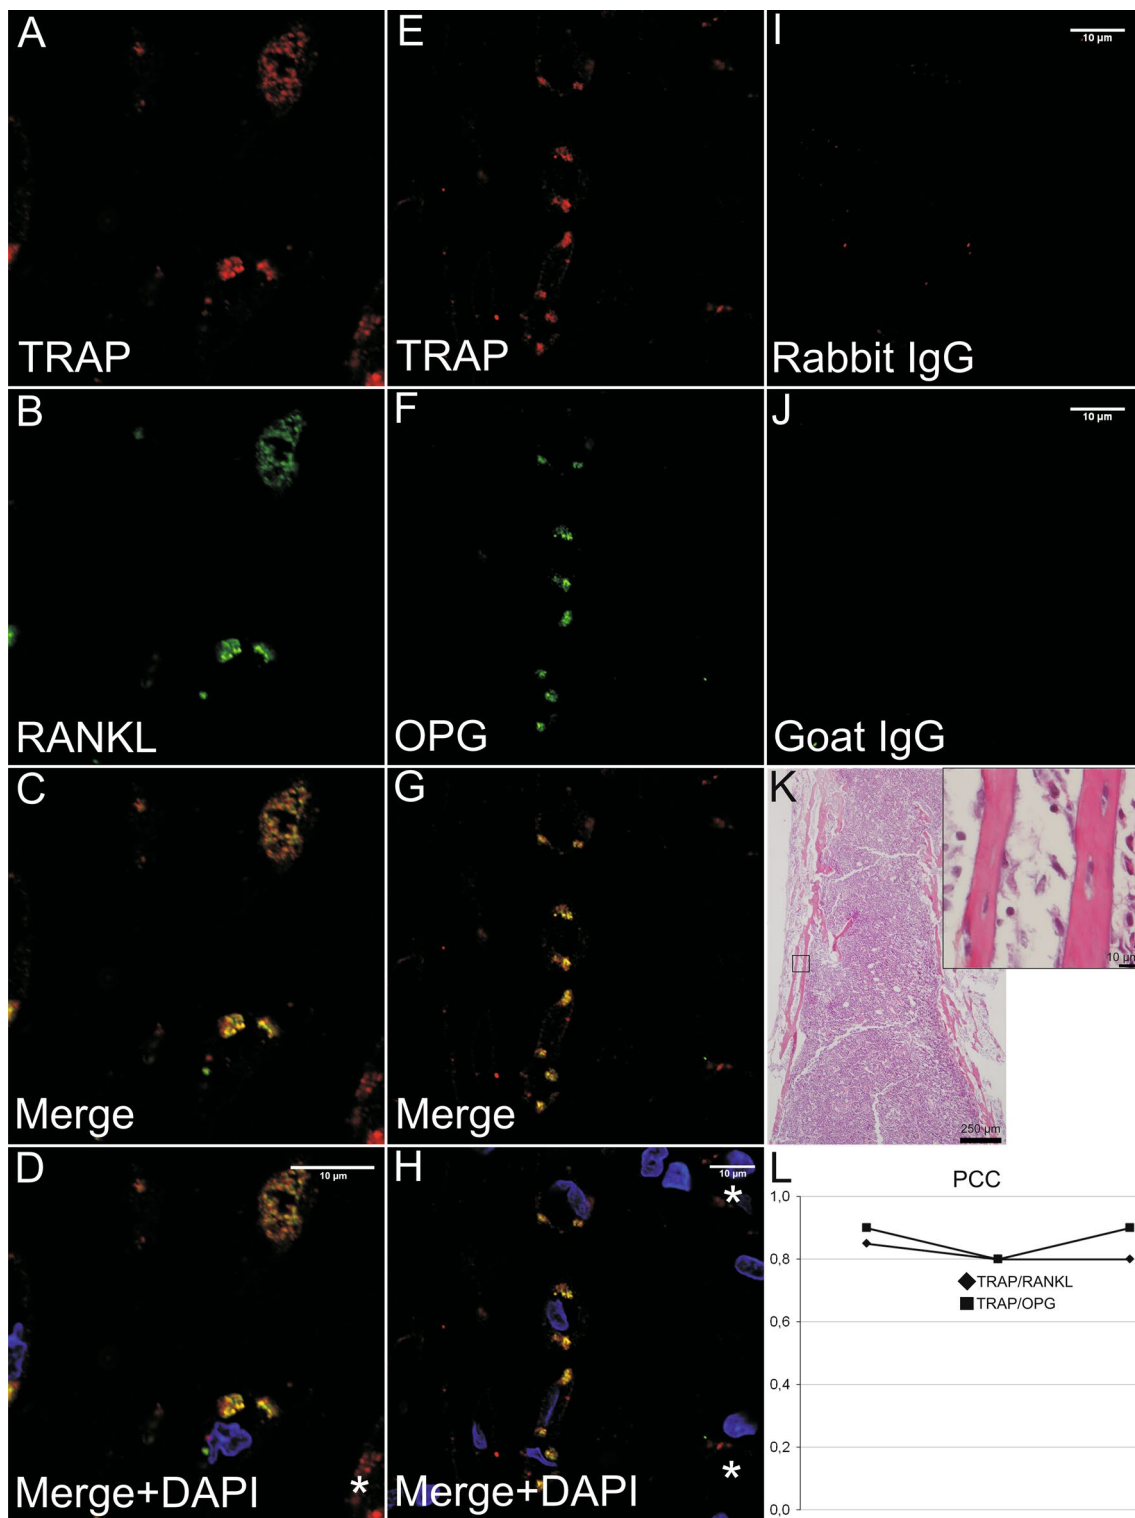 A
TRAP
B
RANKL
C
Merge
D
10 µm
Merge+DAPI
*
E
TRAP
F
OPG
G
Merge
H
10 µm
*
*
Merge+DAPI
I
10 µm
Rabbit IgG
J
10 µm
Goat IgG
K
10 µm
250 µm
L
PCC
1,0
0,8
0,6
0,4
0,2
0,0
TRAP/RANKL
TRAP/OPG